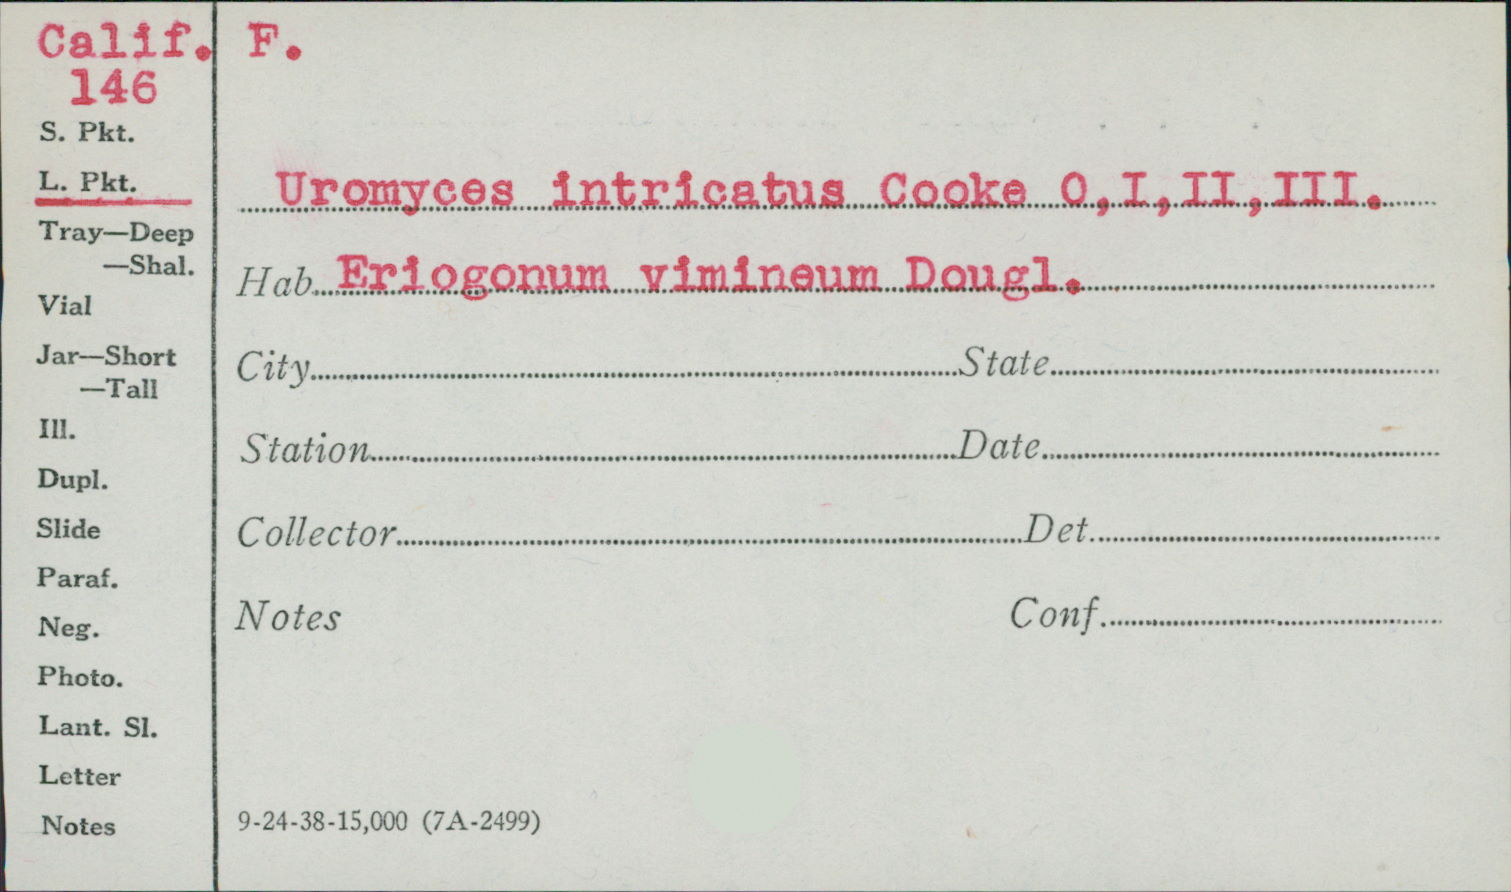 Calif. F.
146
S. Pkt.
L. Pkt.
Uromyces intricatus Cooke O,I,II,III.
Tray—Deep
—Shal.
Hab. Eriogonum vimineum Dougl.
Vial
Jar—Short
—Tall
City State
Ill.
Station Date
Dupl.
Slide
Collector Det.
Paraf.
Neg.
Notes Conf.
Photo.
Lant. Sl.
Letter
Notes
9-24-38-15,000 (7A-2499)